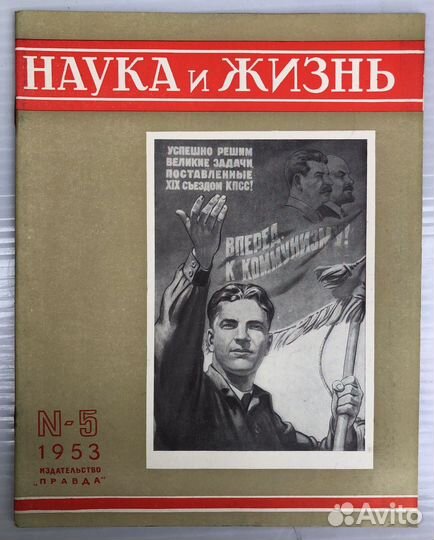 НАУКА и ЖИЗНЬ
УСПЕШНО РЕШИМ
ВЕЛИКИЕ ЗАДАЧИ,
ПОСТАВЛЕННЫЕ
XIX СЪЕЗДОМ КПСС!
ВПЕРЕД,
К КОММУНИЗМУ!
N-5
1953
ИЗДАТЕЛЬСТВО
„ПРАВДА"
Avito